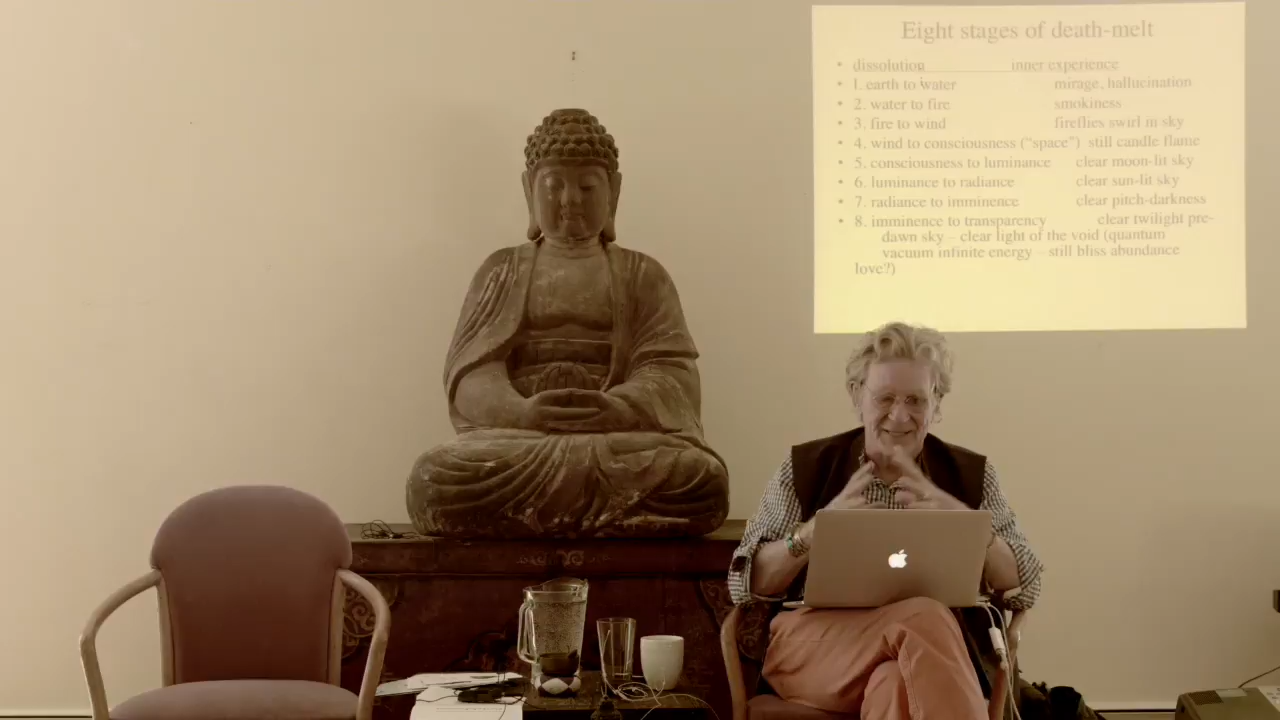 Eight stages of death-melt
• dissolution inner experience
• 1. earth to water mirage, hallucination
• 2. water to fire smokiness
• 3. fire to wind fireflies swirl in sky
• 4. wind to consciousness (“space”) still candle flame
• 5. consciousness to luminance clear moon-lit sky
• 6. luminance to radiance clear sun-lit sky
• 7. radiance to imminence clear pitch-darkness
• 8. imminence to transparency clear twilight pre-
dawn sky – clear light of the void (quantum
vacuum infinite energy – still bliss abundance
love?)